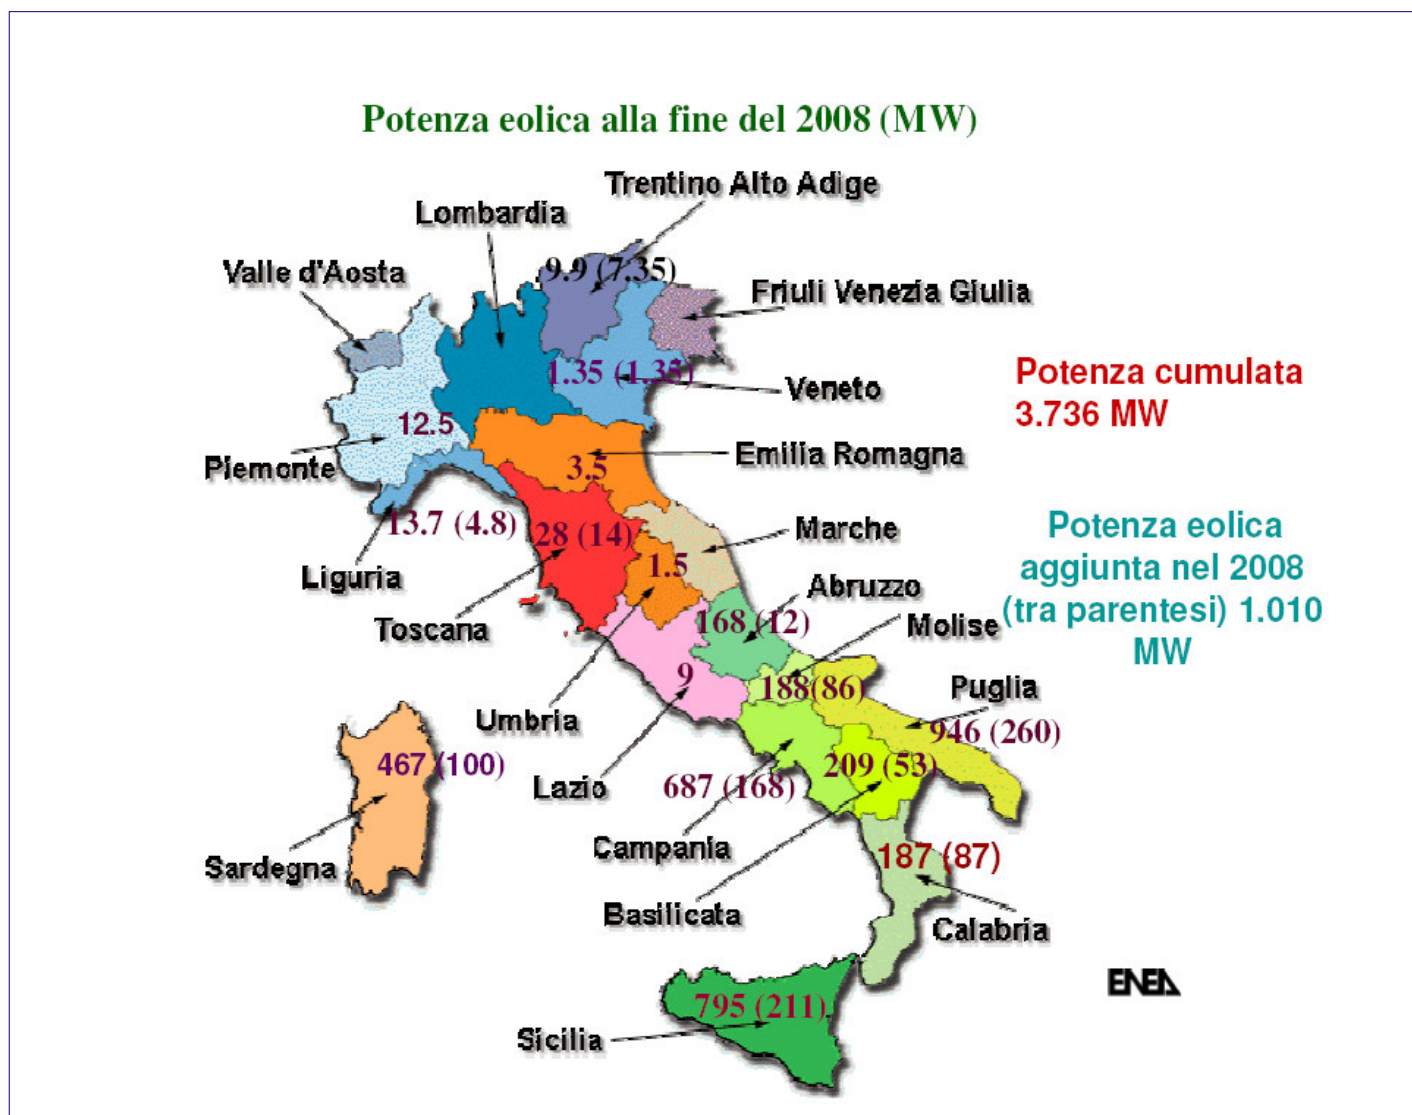 Potenza eolica alla fine del 2008 (MW)
Trentino Alto Adige
Lombardia
9.9 (7.35)
Valle d'Aosta
Friuli Venezia Giulia
1.35 (1.35)
Veneto
Potenza cumulata
3.736 MW
12.5
Piemonte
Emilia Romagna
3.5
13.7 (4.8)
28 (14)
Marche
Potenza eolica
aggiunta nel 2008
(tra parentesi) 1.010
MW
Liguria
1.5
Abruzzo
Toscana
168 (12)
Molise
9
188(86)
Puglia
Umbria
946 (260)
467 (100)
209 (53)
Lazio
687 (168)
Campania
187 (87)
Sardegna
Basilicata
Calabria
ENEA
795 (211)
Sicilia